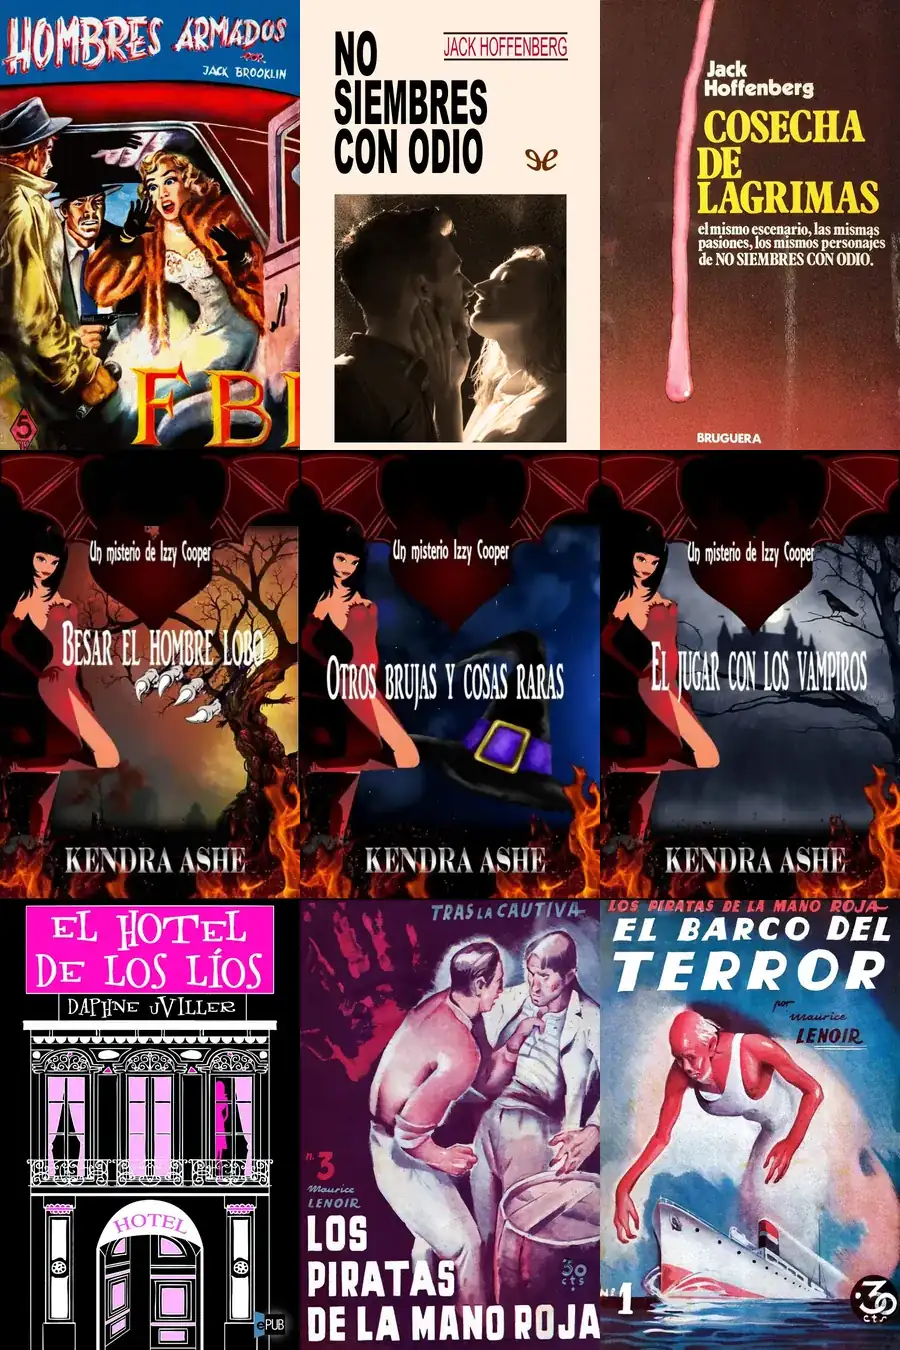 HOMBRES ARMADOS
POR
JACK BROOKLIN
FBI
5
NO
SIEMBRES
CON ODIO
JACK HOFFENBERG
Jack
Hoffenberg
COSECHA
DE
LAGRIMAS
el mismo escenario, las mismas
pasiones, los mismos personajes
de NO SIEMBRES CON ODIO.
BRUGUERA
Un misterio de Izzy Cooper
BESAR EL HOMBRE LOBO
KENDRA ASHE
Un misterio Izzy Cooper
OTROS BRUJAS Y COSAS RARAS
KENDRA ASHE
Un misterio de Izzy Cooper
EL JUGAR CON LOS VAMPIROS
KENDRA ASHE
EL HOTEL
DE LOS LÍOS
DAPHNE UVILLER
HOTEL
ePUB
TRAS LA CAUTIVA
n.º 3
Maurice
LENOIR
LOS
PIRATAS
DE LA MANO ROJA
30
cts
LOS PIRATAS DE LA MANO ROJA
EL BARCO DEL
TERROR
por
Maurice
LENOIR
Nº 1
30
cts